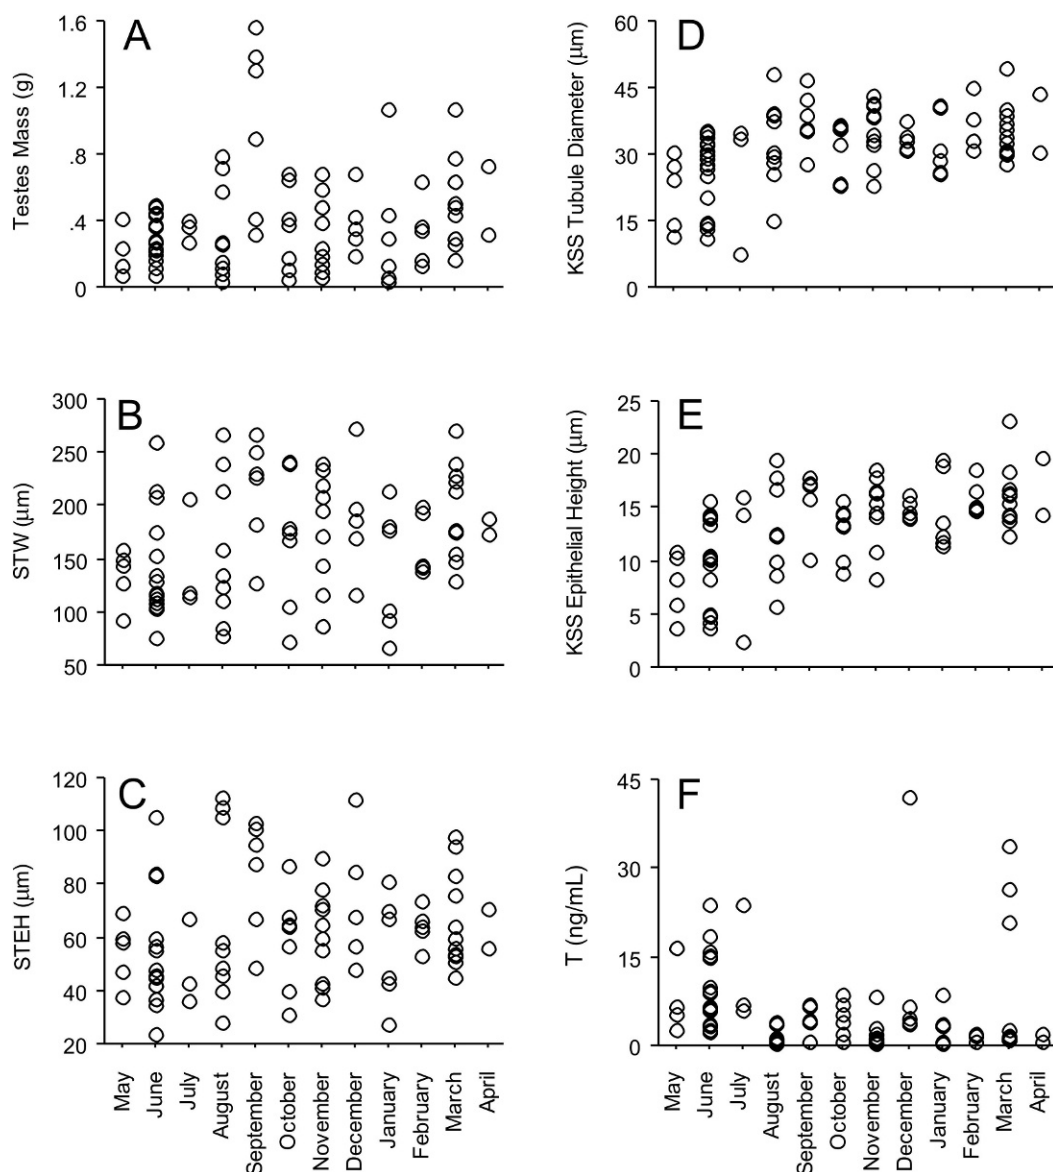 A
Testes Mass (g)
1.6
1.2
.8
.4
0
D
KSS Tubule Diameter (µm)
60
45
30
15
0
B
STW (µm)
300
250
200
150
100
50
E
KSS Epithelial Height (µm)
25
20
15
10
5
0
C
STEH (µm)
120
100
80
60
40
20
May
June
July
August
September
October
November
December
January
February
March
April
F
T (ng/mL)
45
30
15
0
May
June
July
August
September
October
November
December
January
February
March
April